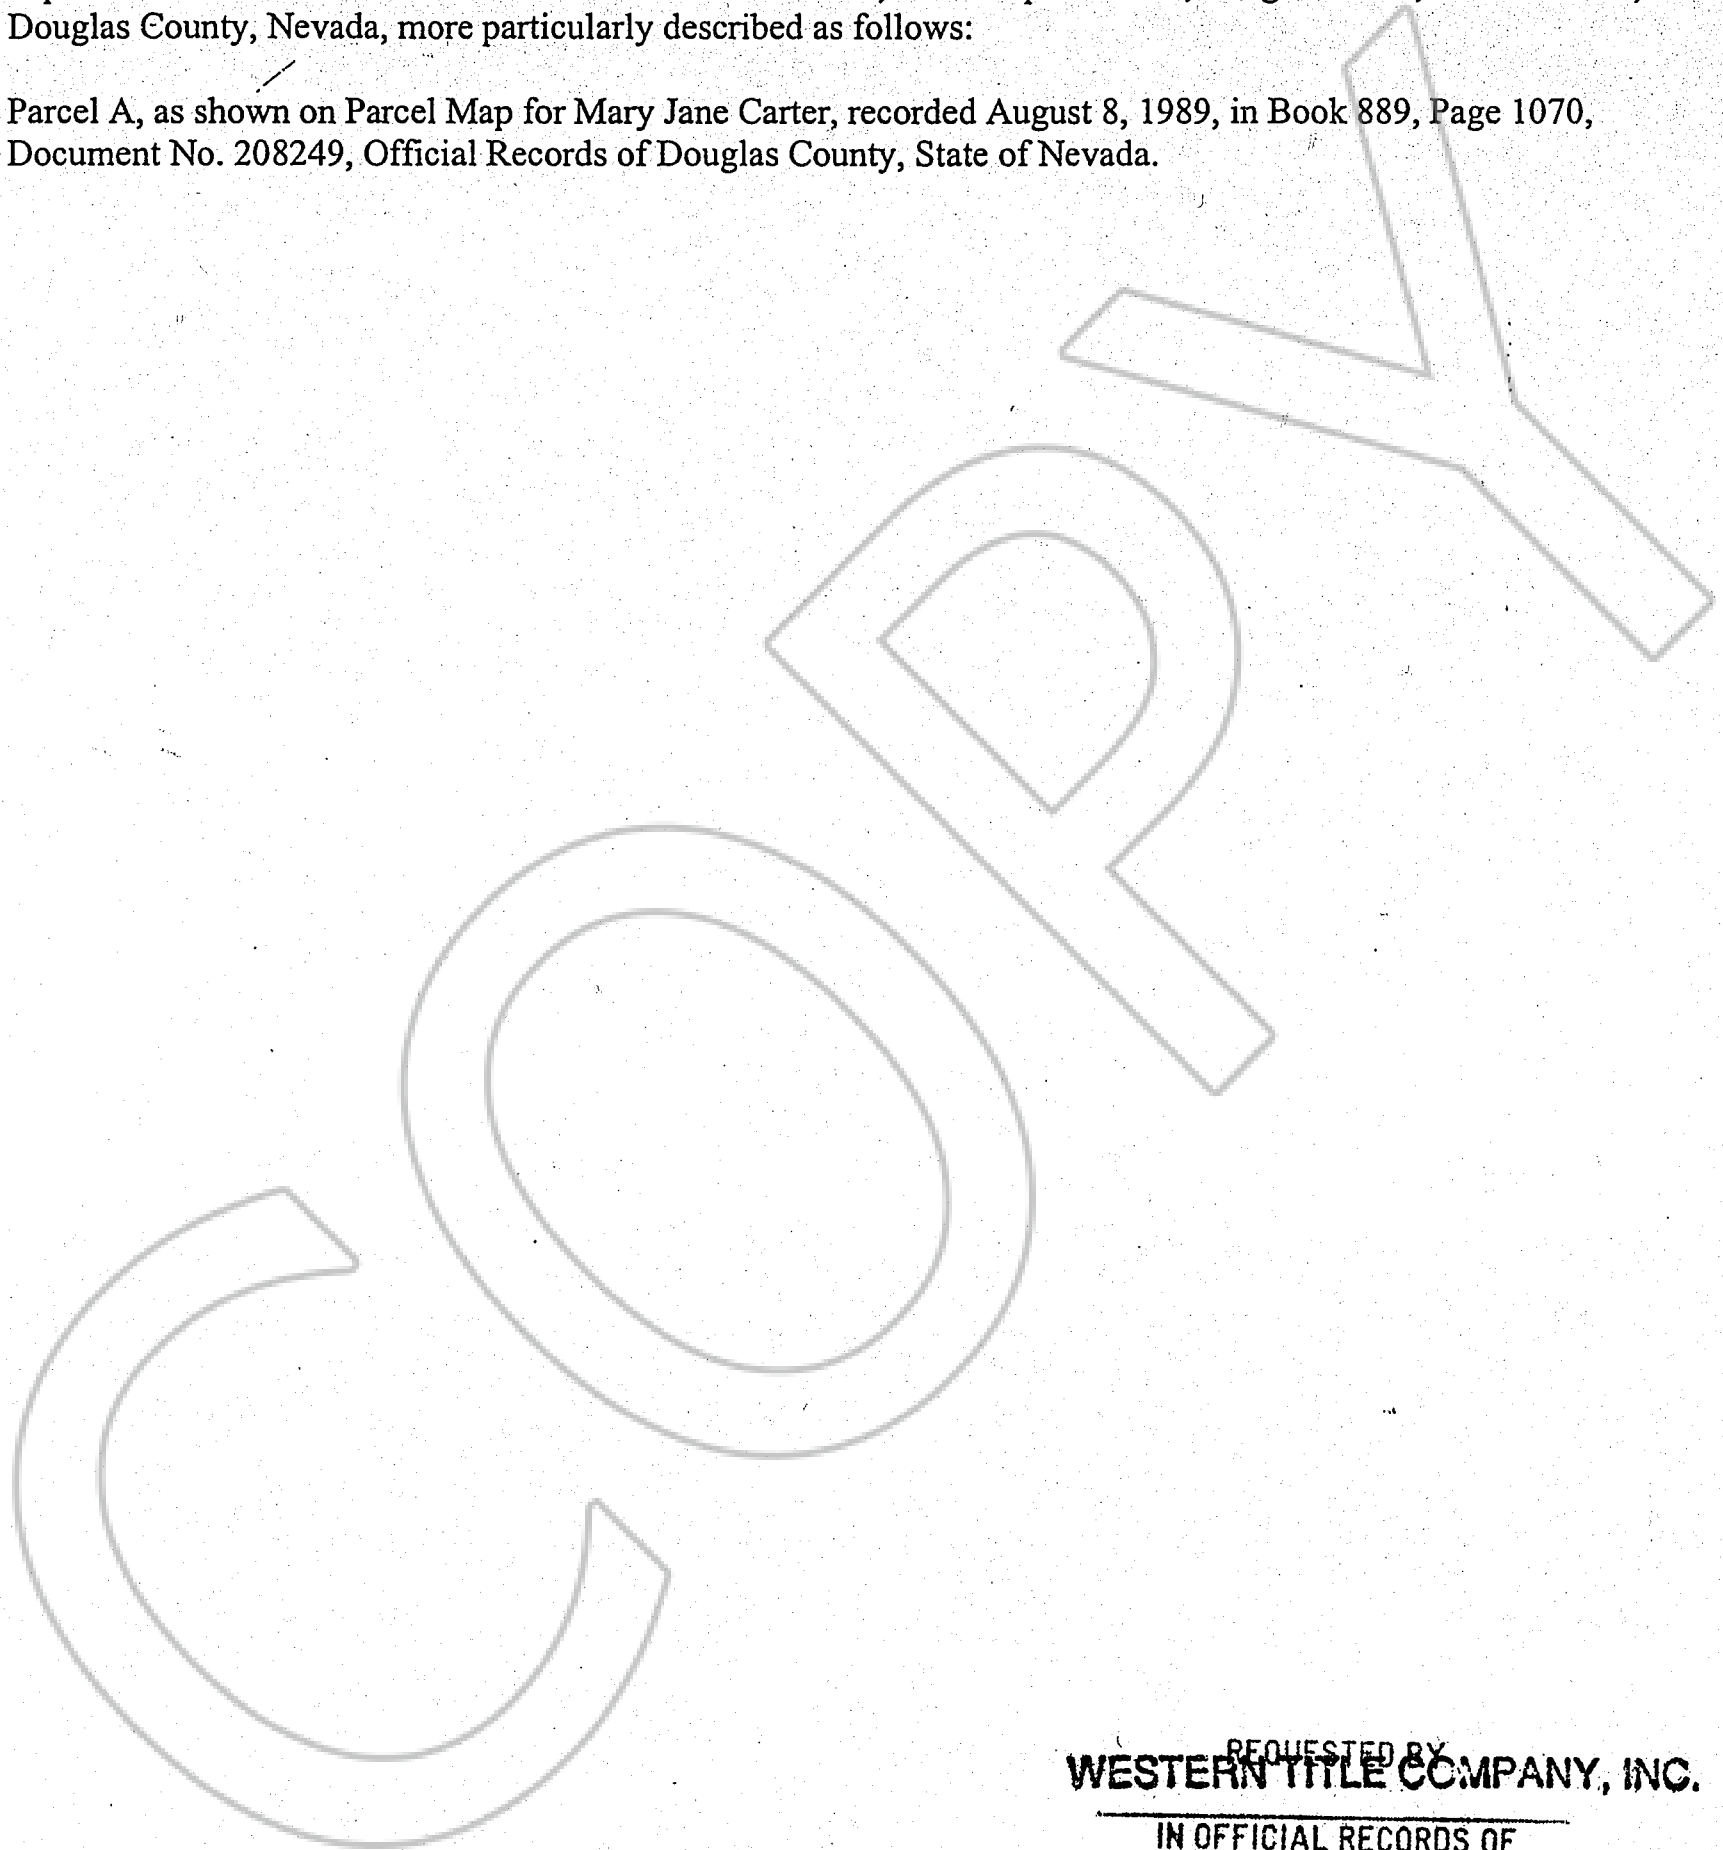 Douglas County, Nevada, more particularly described as follows:
Parcel A, as shown on Parcel Map for Mary Jane Carter, recorded August 8, 1989, in Book 889, Page 1070,
Document No. 208249, Official Records of Douglas County, State of Nevada.
COPY
REQUESTED BY
WESTERN TITLE COMPANY, INC.
IN OFFICIAL RECORDS OF